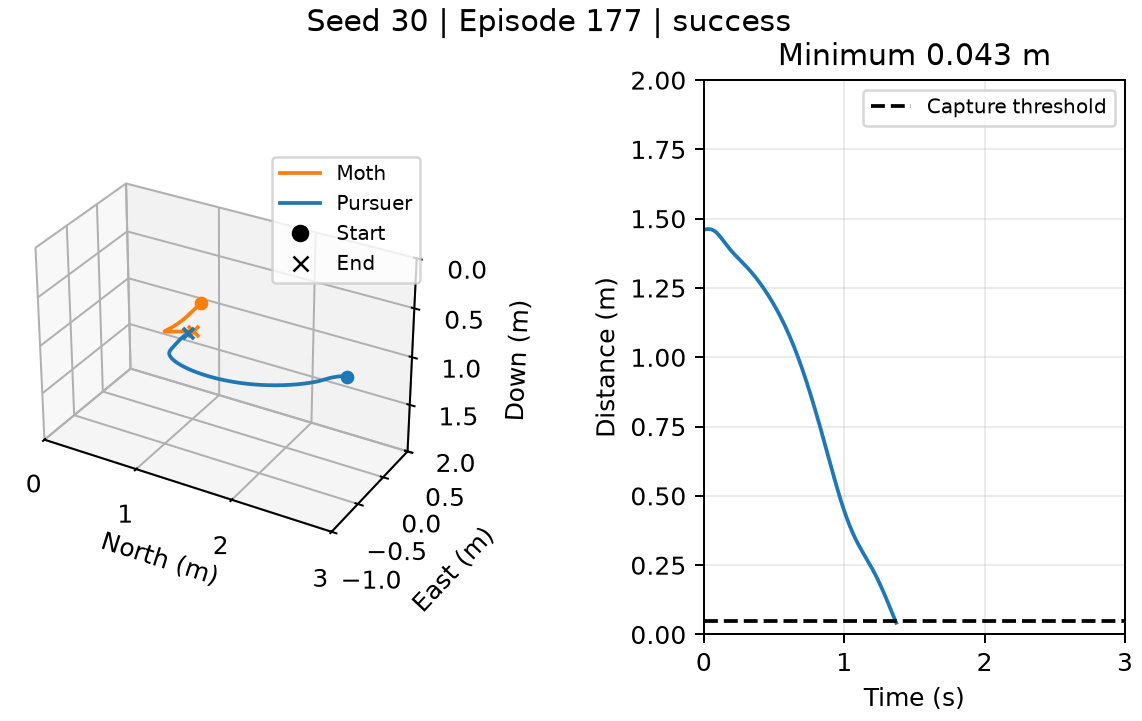 Seed 30 | Episode 177 | success
Moth
Pursuer
Start
End
0.0
0.5
1.0
1.5
2.0
Down (m)
0
1
2
3
North (m)
0.5
0.0
−0.5
−1.0
East (m)
Minimum 0.043 m
Capture threshold
2.00
1.75
1.50
1.25
1.00
0.75
0.50
0.25
0.00
Distance (m)
0 1 2 3
Time (s)